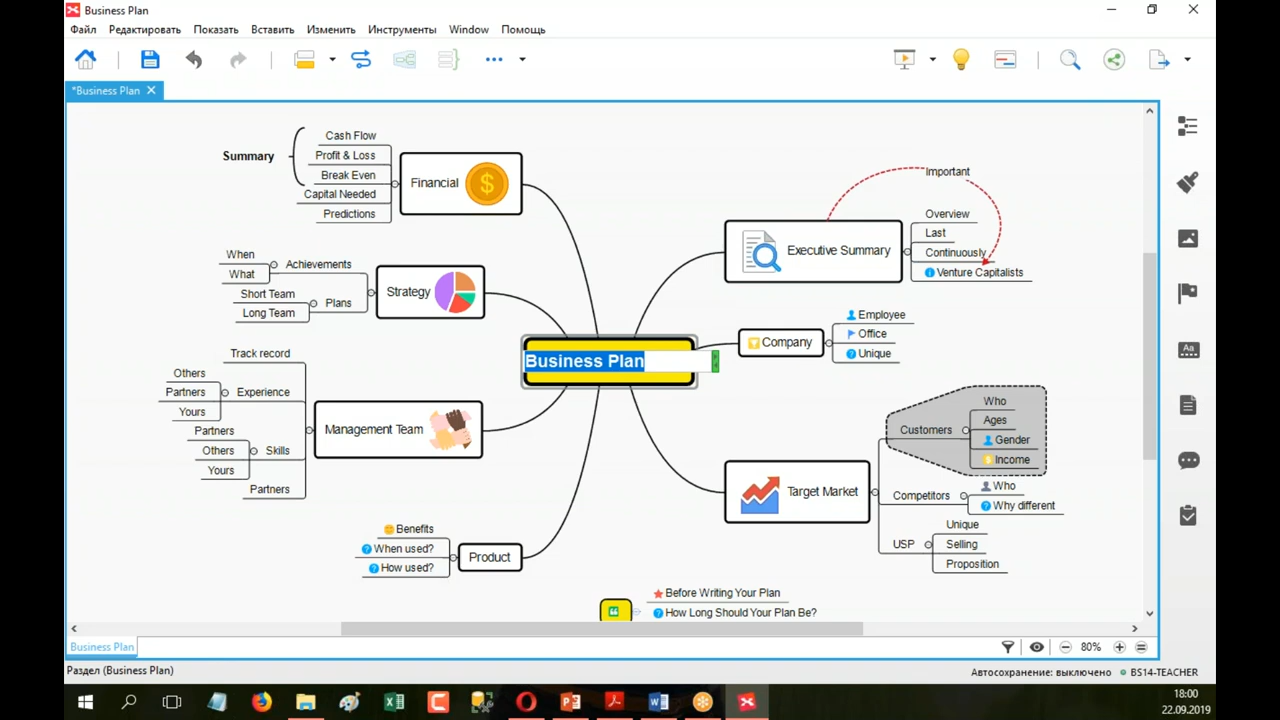 Business Plan
Файл Редактировать Показать Вставить Изменить Инструменты Window Помощь
*Business Plan
Summary
Cash Flow
Profit & Loss
Break Even
Capital Needed
Predictions
Financial
$
When
What
Achievements
Short Team
Long Team
Plans
Strategy
Track record
Others
Partners
Yours
Experience
Partners
Others
Yours
Skills
Partners
Management Team
Benefits
When used?
How used?
Product
Business Plan
Important
Executive Summary
Overview
Last
Continuously
Venture Capitalists
Company
Employee
Office
Unique
Target Market
Customers
Who
Ages
Gender
Income
Competitors
Who
Why different
USP
Unique
Selling
Proposition
Before Writing Your Plan
How Long Should Your Plan Be?
Aa
Business Plan
80%
Раздел (Business Plan)
Автосохранение: выключено BS14-TEACHER
18:00
22.09.2019